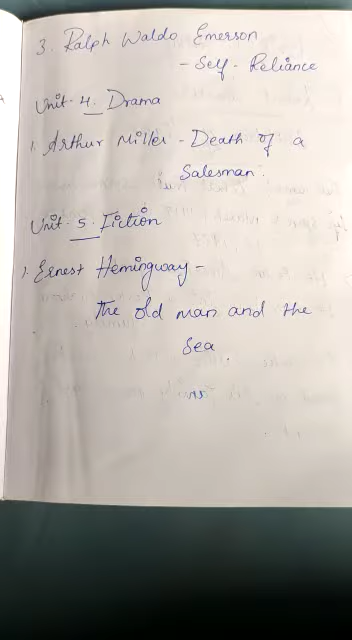 3. Ralph Waldo Emerson
- Self - Reliance
Unit - 4. Drama
1. Arthur Miller - Death of a
Salesman.
Unit - 5. Fiction
1. Ernest Hemingway -
The old man and the
Sea.